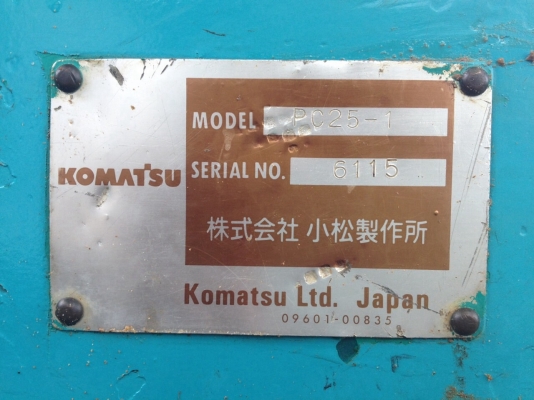 MODEL PC25-1
KOMATSU
SERIAL NO. 6115
株式会社 小松製作所
Komatsu Ltd. Japan
09601-00835